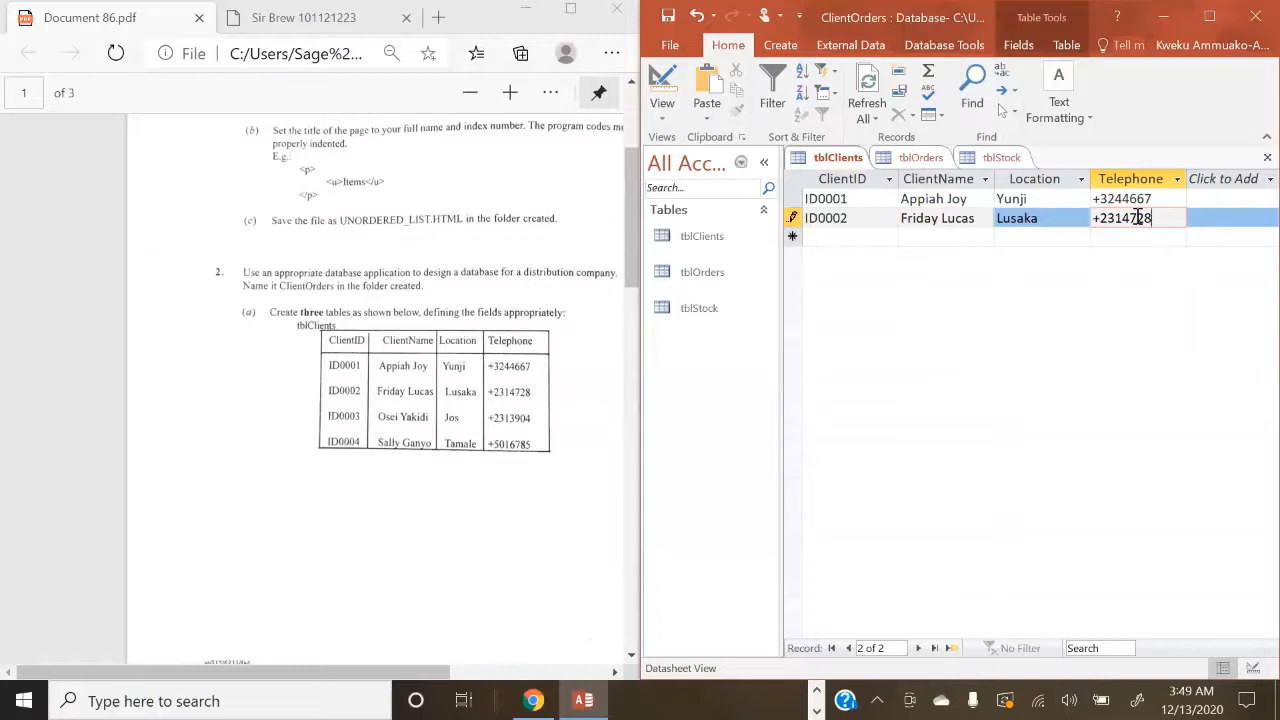 Document 86.pdf
Sir Brew 101121223
File
C:/Users/Sage%2...
1 of 3
(b) Set the title of the page to your full name and index number. The program codes
properly indented.
E.g.:
<p>
<u>Items</u>
</p>
(c) Save the file as UNORDERED_LIST.HTML in the folder created.
2. Use an appropriate database application to design a database for a distribution company.
Name it ClientOrders in the folder created.
(a) Create three tables as shown below, defining the fields appropriately:
tblClients
ClientID ClientName Location Telephone
ID0001 Appiah Joy Yunji +3244667
ID0002 Friday Lucas Lusaka +2314728
ID0003 Osei Yakidi Jos +2313904
ID0004 Sally Ganyo Tamale +5016785
ClientOrders : Database- C:\U...
Table Tools
File Home Create External Data Database Tools Fields Table Tell m Kweku Ammuako-A...
View
Paste
Filter
Refresh
All
Find
Text
Formatting
Views Clipboard Sort & Filter Records Find
All Acc...
Search...
Tables
tblClients
tblOrders
tblStock
tblClients tblOrders tblStock
ClientID ClientName Location Telephone Click to Add
ID0001 Appiah Joy Yunji +3244667
ID0002 Friday Lucas Lusaka +2314728
Record: 2 of 2 No Filter Search
Datasheet View
Type here to search
3:49 AM
12/13/2020